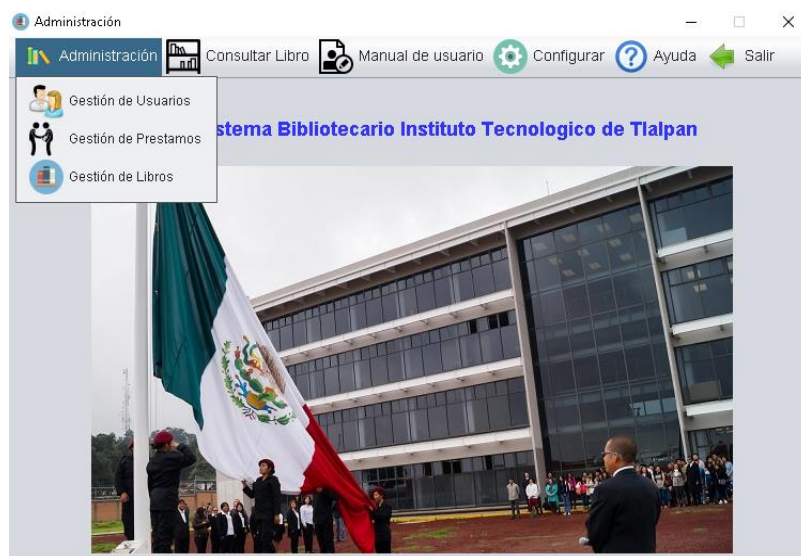 Administración
Administración Consultar Libro Manual de usuario Configurar Ayuda Salir
Gestión de Usuarios
Gestión de Prestamos
Gestión de Libros
stema Bibliotecario Instituto Tecnologico de Tlalpan